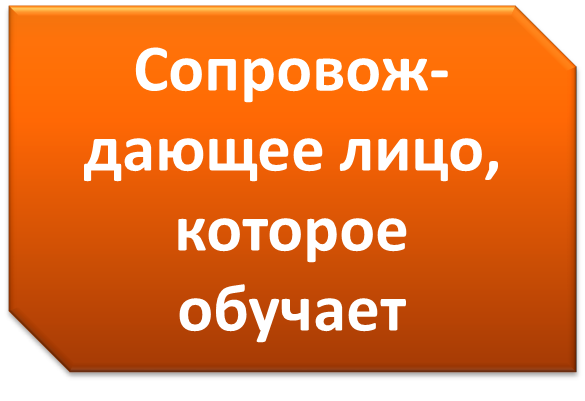 Сопровож-
дающее лицо,
которое
обучает